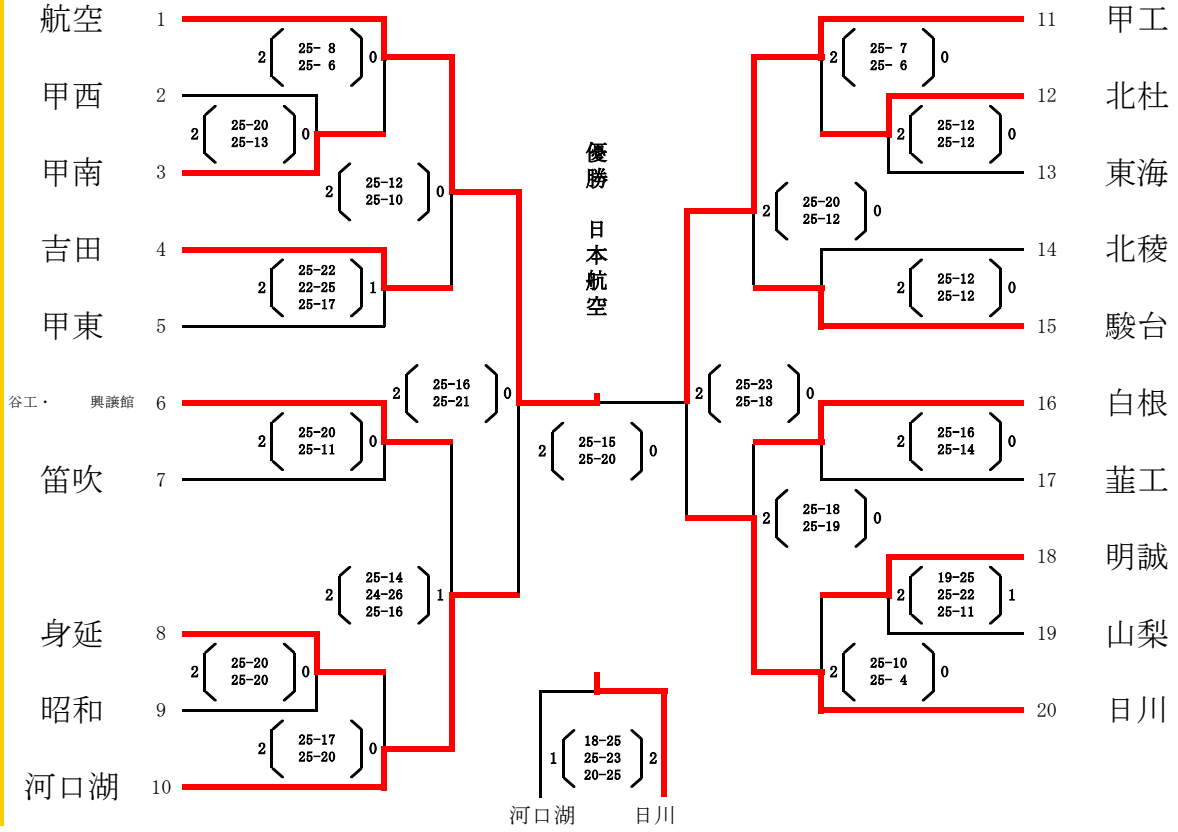 航空 1
2 25- 8 0
25- 6
甲西 2
2 25-20 0
25-13
甲南 3
2 25-12 0
25-10
吉田 4
2 25-22 1
22-25
25-17
甲東 5
谷工・ 興譲館 6
2 25-16 0
25-21
2 25-20 0
25-11
笛吹 7
2 25-14 1
24-26
25-16
身延 8
2 25-20 0
25-20
昭和 9
2 25-17 0
25-20
河口湖 10
優勝 日本航空
2 25-15 0
25-20
1 18-25 2
25-23
20-25
河口湖 日川
11 甲工
2 25- 7 0
25- 6
12 北杜
2 25-12 0
25-12
13 東海
2 25-20 0
25-12
14 北稜
2 25-12 0
25-12
15 駿台
2 25-23 0
25-18
16 白根
2 25-16 0
25-14
17 韮工
2 25-18 0
25-19
18 明誠
2 19-25 1
25-22
25-11
19 山梨
2 25-10 0
25- 4
20 日川